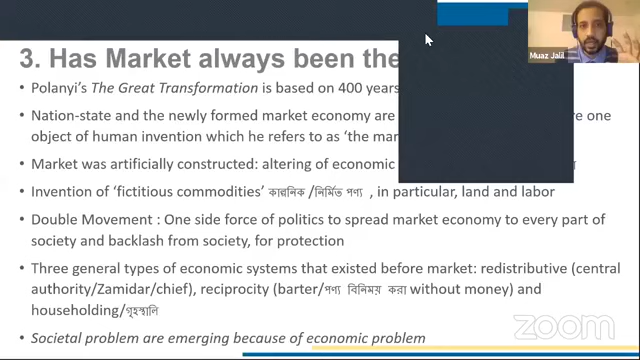 3. Has Market always been the
Muaz Jalil
• Polanyi's The Great Transformation is based on 400 years
• Nation-state and the newly formed market economy are re one
object of human invention which he refers to as 'the mar
• Market was artificially constructed: altering of economic
• Invention of 'fictitious commodities' কাল্পনিক /নির্মিত পণ্য , in particular, land and labor
• Double Movement : One side force of politics to spread market economy to every part of
society and backlash from society, for protection
• Three general types of economic systems that existed before market: redistributive (central
authority/Zamidar/chief), reciprocity (barter/পণ্য বিনিময় করা without money) and
householding/গৃহস্থালি
• Societal problem are emerging because of economic problem
zoom